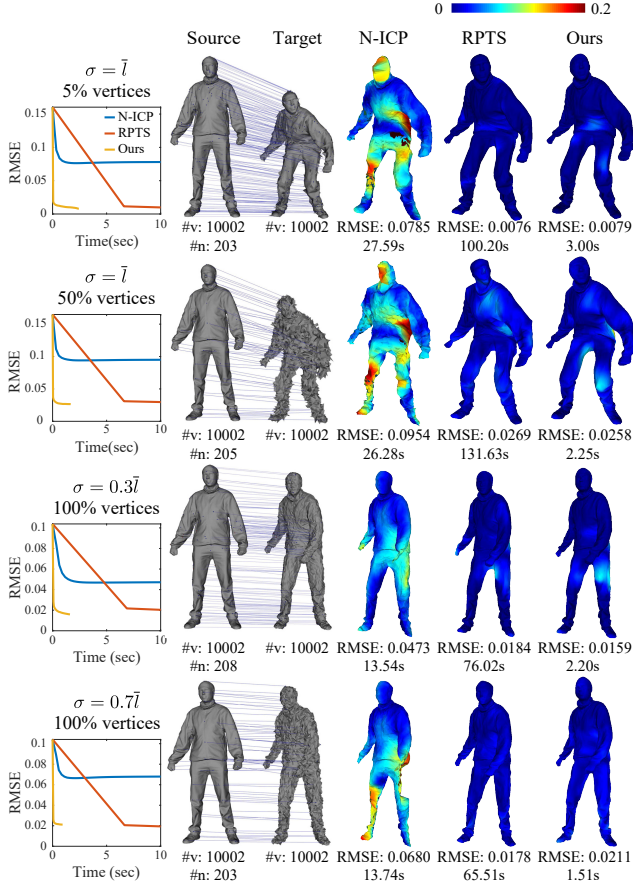 0 0.2
Source Target N-ICP RPTS Ours
σ = l̄
5% vertices
0.15
0.1
0.05
0
RMSE
N-ICP
RPTS
Ours
0 5 10
Time(sec)
#v: 10002 #v: 10002 RMSE: 0.0785 RMSE: 0.0076 RMSE: 0.0079
#n: 203 27.59s 100.20s 3.00s
σ = l̄
50% vertices
0.15
0.1
0.05
0
RMSE
0 5 10
Time(sec)
#v: 10002 #v: 10002 RMSE: 0.0954 RMSE: 0.0269 RMSE: 0.0258
#n: 205 26.28s 131.63s 2.25s
σ = 0.3l̄
100% vertices
0.1
0.08
0.06
0.04
0.02
0
RMSE
0 5 10
Time (sec)
#v: 10002 #v: 10002 RMSE: 0.0473 RMSE: 0.0184 RMSE: 0.0159
#n: 208 13.54s 76.02s 2.20s
σ = 0.7l̄
100% vertices
0.1
0.08
0.06
0.04
0.02
0
RMSE
0 5 10
Time (sec)
#v: 10002 #v: 10002 RMSE: 0.0680 RMSE: 0.0178 RMSE: 0.0211
#n: 203 13.74s 65.51s 1.51s